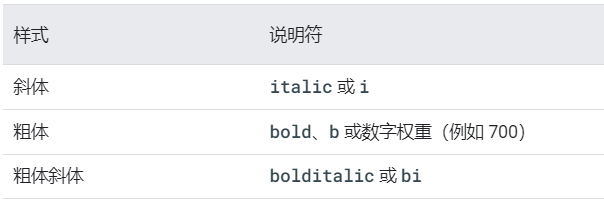 样式 说明符
斜体 italic 或 i
粗体 bold、b 或数字权重（例如 700）
粗体斜体 bolditalic 或 bi